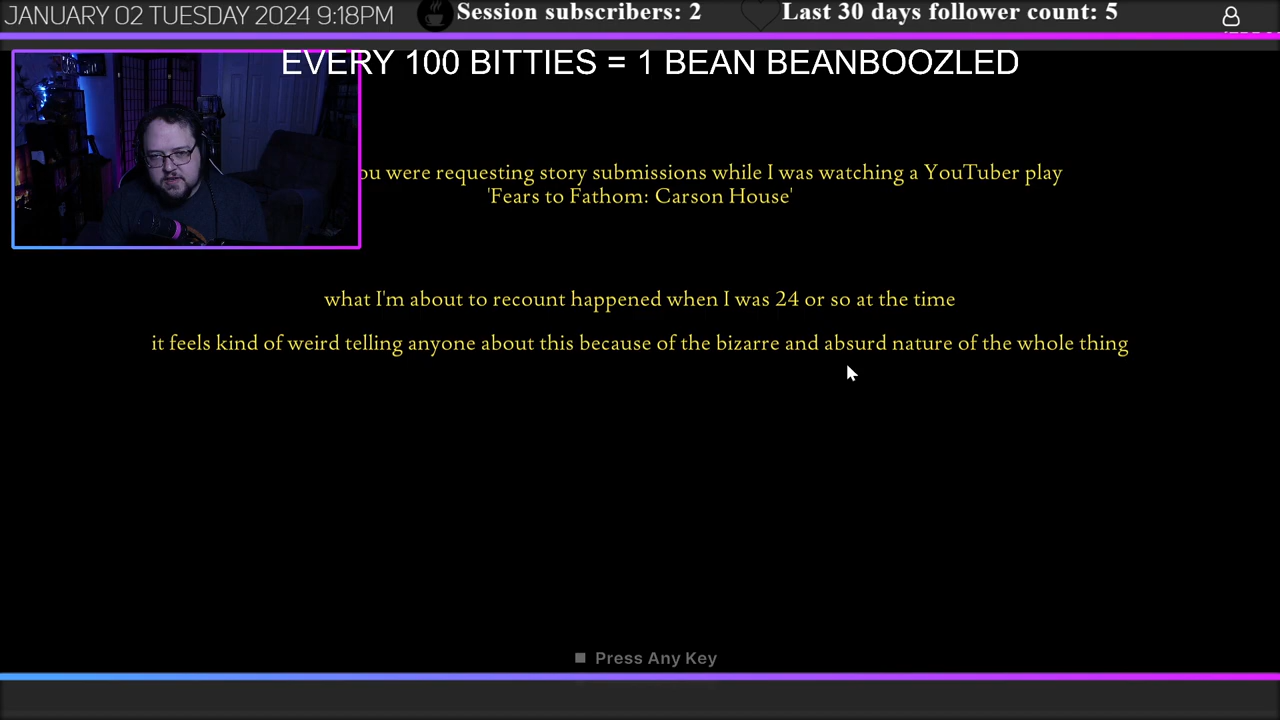 JANUARY 02 TUESDAY 2024 9:18PM
Session subscribers: 2
Last 30 days follower count: 5
EVERY 100 BITTIES = 1 BEAN BEANBOOZLED
were requesting story submissions while I was watching a YouTuber play
'Fears to Fathom: Carson House'
what I'm about to recount happened when I was 24 or so at the time
it feels kind of weird telling anyone about this because of the bizarre and absurd nature of the whole thing
Press Any Key